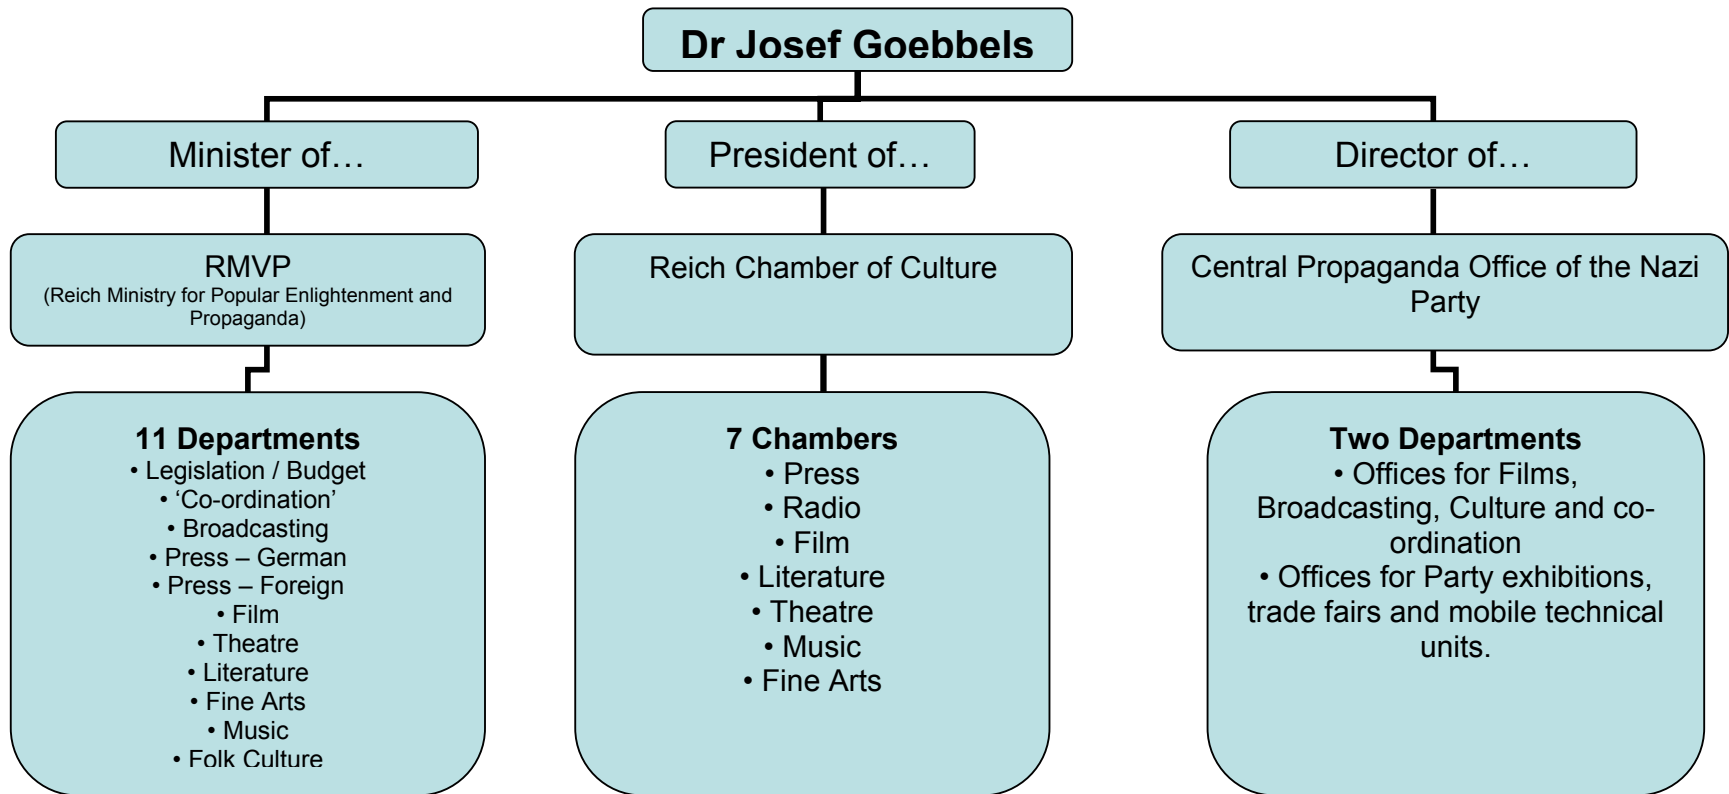 Dr Josef Goebbels
Minister of…
President of…
Director of…
RMVP
(Reich Ministry for Popular Enlightenment and
Propaganda)
Reich Chamber of Culture
Central Propaganda Office of the Nazi
Party
11 Departments
• Legislation / Budget
• ‘Co-ordination’
• Broadcasting
• Press – German
• Press – Foreign
• Film
• Theatre
• Literature
• Fine Arts
• Music
• Folk Culture
7 Chambers
• Press
• Radio
• Film
• Literature
• Theatre
• Music
• Fine Arts
Two Departments
• Offices for Films,
Broadcasting, Culture and co-
ordination
• Offices for Party exhibitions,
trade fairs and mobile technical
units.